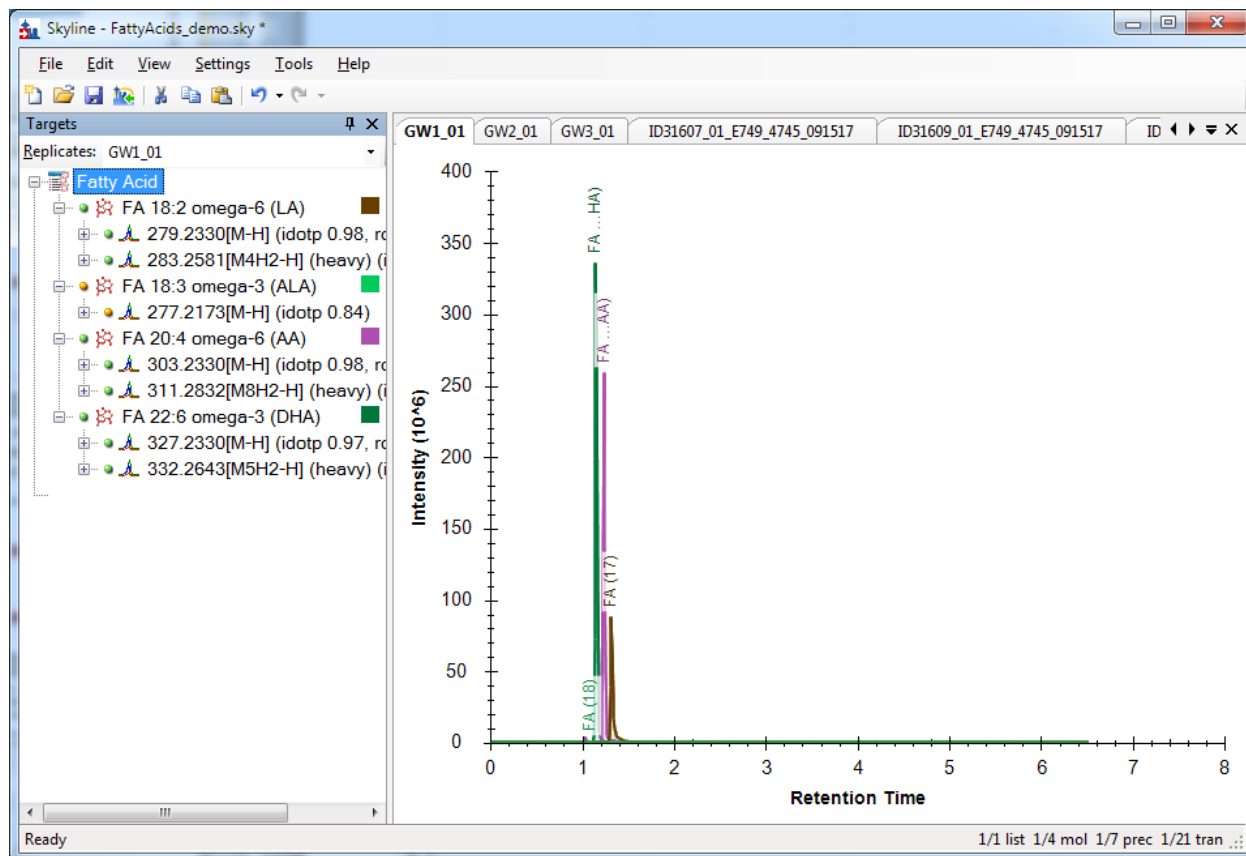 Skyline - FattyAcids_demo.sky *
File Edit View Settings Tools Help
Targets
Replicates: GW1_01
Fatty Acid
FA 18:2 omega-6 (LA)
279.2330[M-H] (idotp 0.98, r
283.2581[M4H2-H] (heavy) (i
FA 18:3 omega-3 (ALA)
277.2173[M-H] (idotp 0.84)
FA 20:4 omega-6 (AA)
303.2330[M-H] (idotp 0.98, r
311.2832[M8H2-H] (heavy) (i
FA 22:6 omega-3 (DHA)
327.2330[M-H] (idotp 0.97, r
332.2643[M5H2-H] (heavy) (i
GW1_01 GW2_01 GW3_01 ID31607_01_E749_4745_091517 ID31609_01_E749_4745_091517 ID
400
350
300
250
200
150
100
50
0
Intensity (10^6)
FA ...HA)
FA ...AA)
FA (17)
FA (18)
0 1 2 3 4 5 6 7 8
Retention Time
Ready
1/1 list 1/4 mol 1/7 prec 1/21 tran